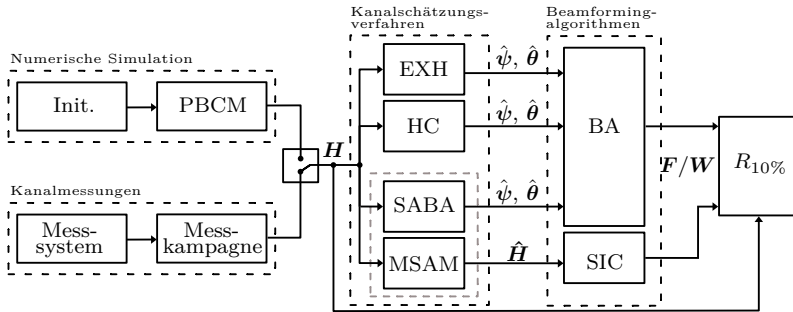 Kanalschätzungs-
verfahren
Beamforming-
algorithmen
Numerische Simulation
Init.
PBCM
EXH
ψ̂, θ̂
HC
ψ̂, θ̂
BA
H
F/W
R10%
Kanalmessungen
Mess-
system
Mess-
kampagne
SABA
ψ̂, θ̂
MSAM
Ĥ
SIC